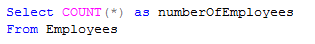 Select COUNT(*) as numberOfEmployees
From Employees